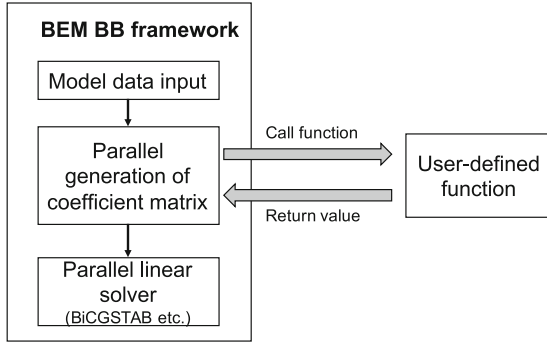 BEM BB framework
Model data input
Parallel
generation of
coefficient matrix
Call function
Return value
User-defined
function
Parallel linear
solver
(BiCGSTAB etc.)